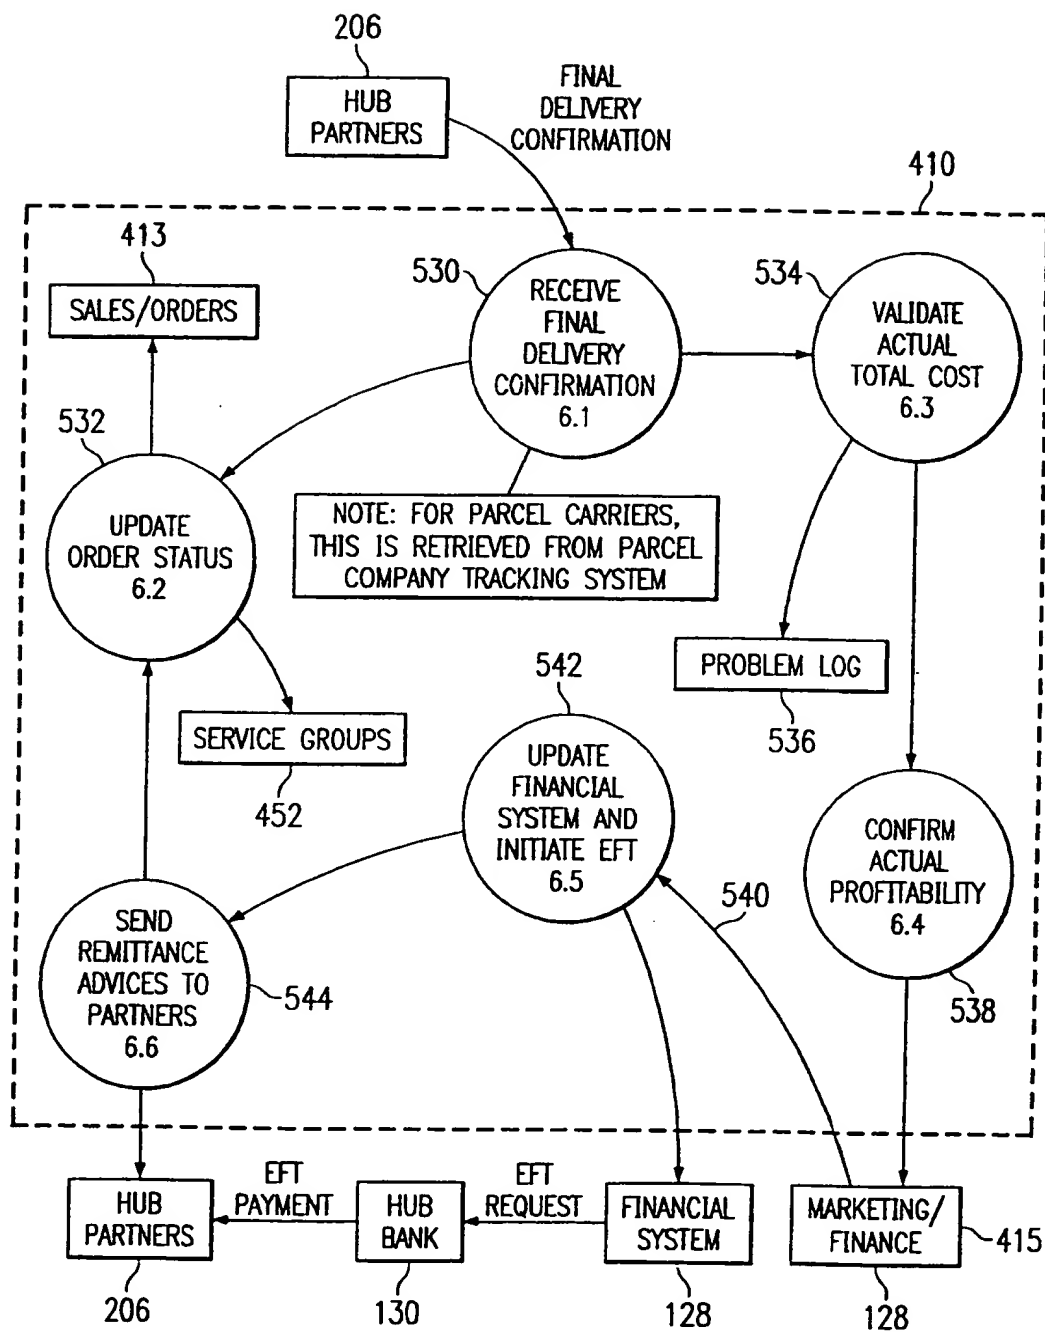 206
HUB
PARTNERS
FINAL
DELIVERY
CONFIRMATION
410
413
SALES/ORDERS
530
RECEIVE
FINAL
DELIVERY
CONFIRMATION
6.1
534
VALIDATE
ACTUAL
TOTAL COST
6.3
532
UPDATE
ORDER STATUS
6.2
NOTE: FOR PARCEL CARRIERS,
THIS IS RETRIEVED FROM PARCEL
COMPANY TRACKING SYSTEM
PROBLEM LOG
536
SERVICE GROUPS
452
542
UPDATE
FINANCIAL
SYSTEM AND
INITIATE EFT
6.5
540
CONFIRM
ACTUAL
PROFITABILITY
6.4
538
SEND
REMITTANCE
ADVICES TO
PARTNERS
6.6
544
HUB
PARTNERS
206
EFT
PAYMENT
HUB
BANK
130
EFT
REQUEST
FINANCIAL
SYSTEM
128
MARKETING/
FINANCE
415
128